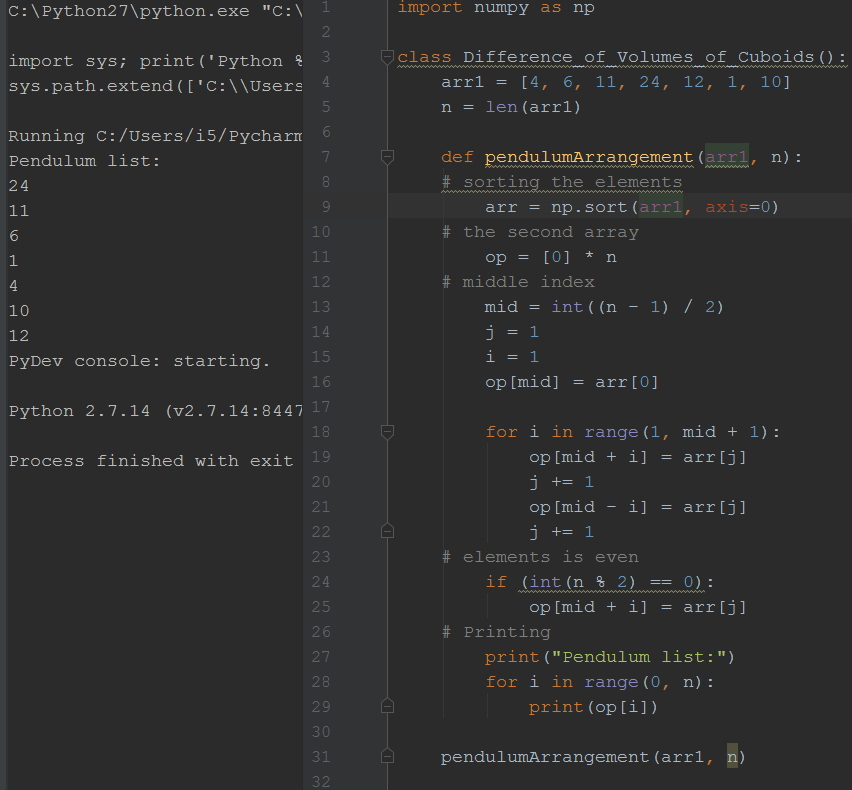 C:\Python27\python.exe "C:\
import sys; print('Python %
sys.path.extend(['C:\\Users
Running C:/Users/i5/Pycharm
Pendulum list:
24
11
6
1
4
10
12
PyDev console: starting.
Python 2.7.14 (v2.7.14:8447
Process finished with exit
1 import numpy as np
2
3 class Difference_of_Volumes_of_Cuboids():
4 arr1 = [4, 6, 11, 24, 12, 1, 10]
5 n = len(arr1)
6
7 def pendulumArrangement(arr1, n):
8 # sorting the elements
9 arr = np.sort(arr1, axis=0)
10 # the second array
11 op = [0] * n
12 # middle index
13 mid = int((n - 1) / 2)
14 j = 1
15 i = 1
16 op[mid] = arr[0]
17
18 for i in range(1, mid + 1):
19 op[mid + i] = arr[j]
20 j += 1
21 op[mid - i] = arr[j]
22 j += 1
23 # elements is even
24 if (int(n % 2) == 0):
25 op[mid + i] = arr[j]
26 # Printing
27 print("Pendulum list:")
28 for i in range(0, n):
29 print(op[i])
30
31 pendulumArrangement(arr1, n)
32